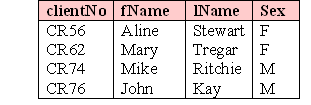 clientNo fName lName Sex
CR56 Aline Stewart F
CR62 Mary Tregar F
CR74 Mike Ritchie M
CR76 John Kay M